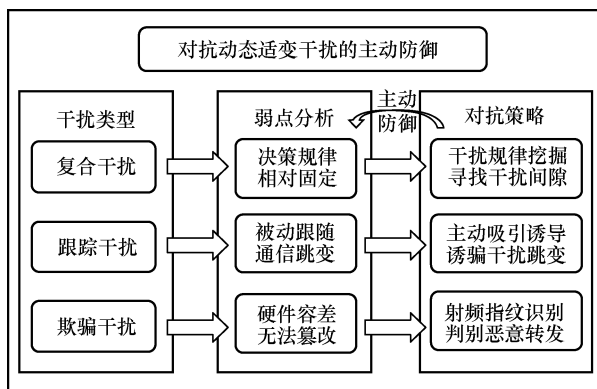 对抗动态适变干扰的主动防御
干扰类型
复合干扰
跟踪干扰
欺骗干扰
弱点分析
决策规律
相对固定
被动跟随
通信跳变
硬件容差
无法篡改
主动
防御
对抗策略
干扰规律挖掘
寻找干扰间隙
主动吸引诱导
诱骗干扰跳变
射频指纹识别
判别恶意转发